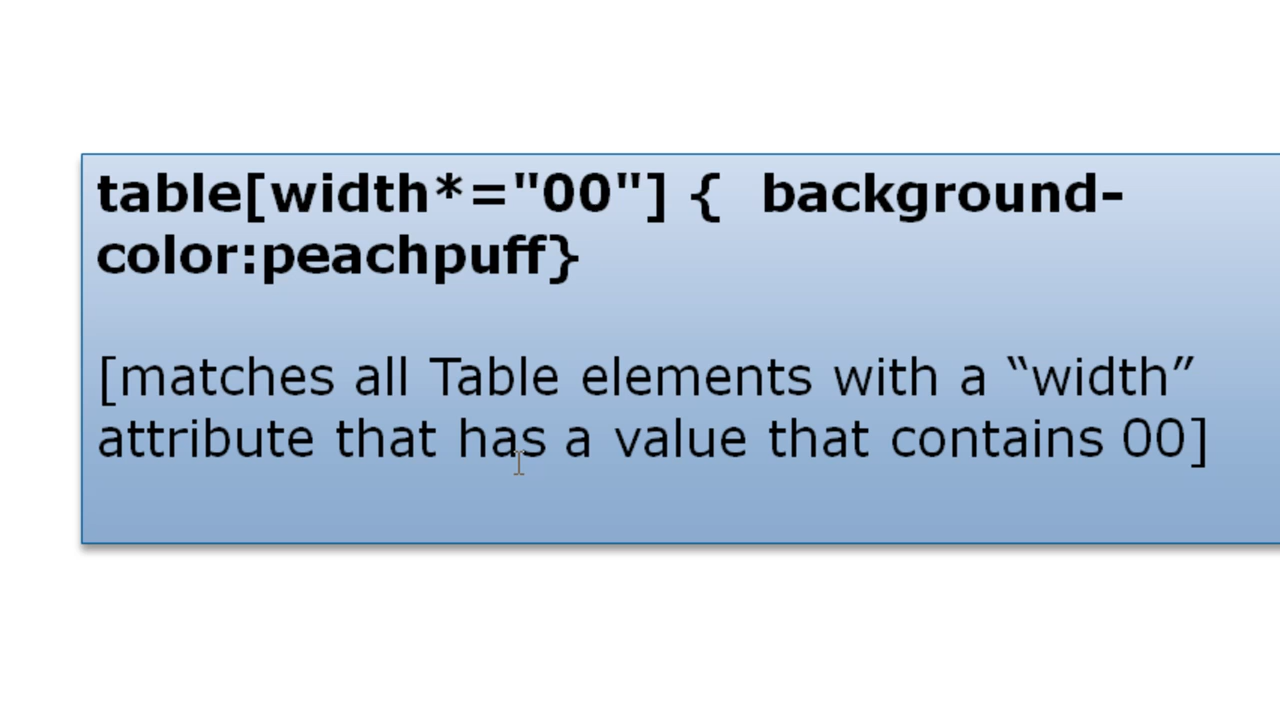 table[width*="00"] {  background-
color:peachpuff}
[matches all Table elements with a “width”
attribute that has a value that contains 00]